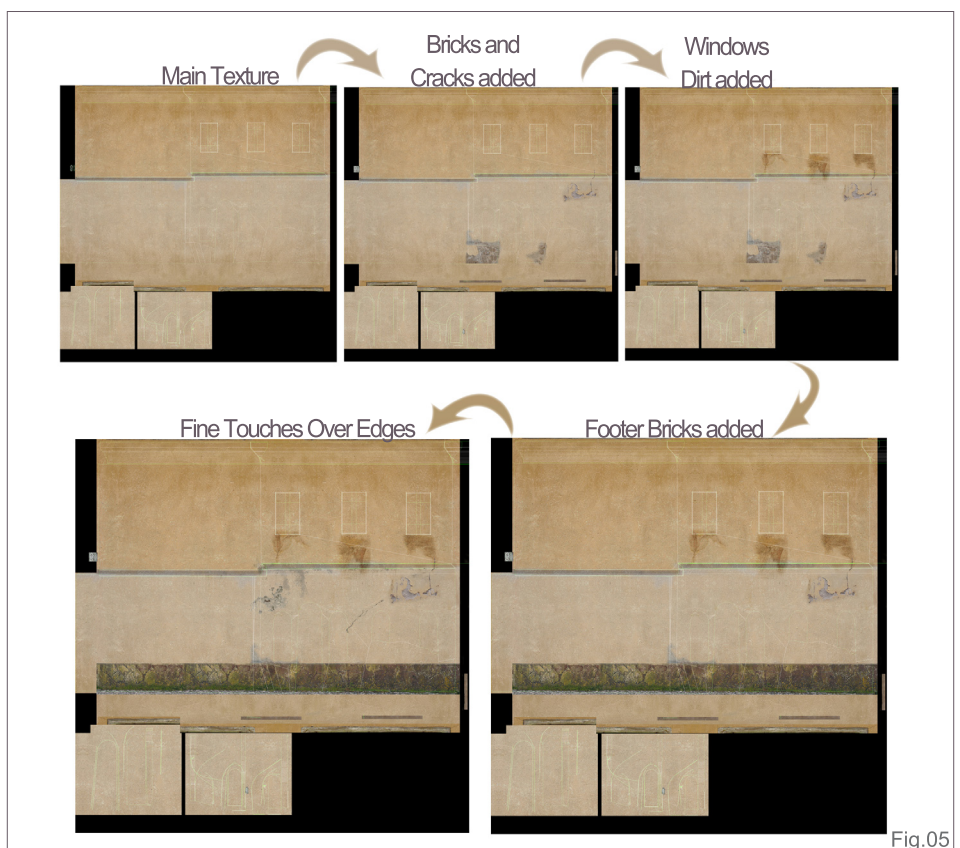 Main Texture
Bricks and
Cracks added
Windows
Dirt added
Footer Bricks added
Fine Touches Over Edges
Fig.05